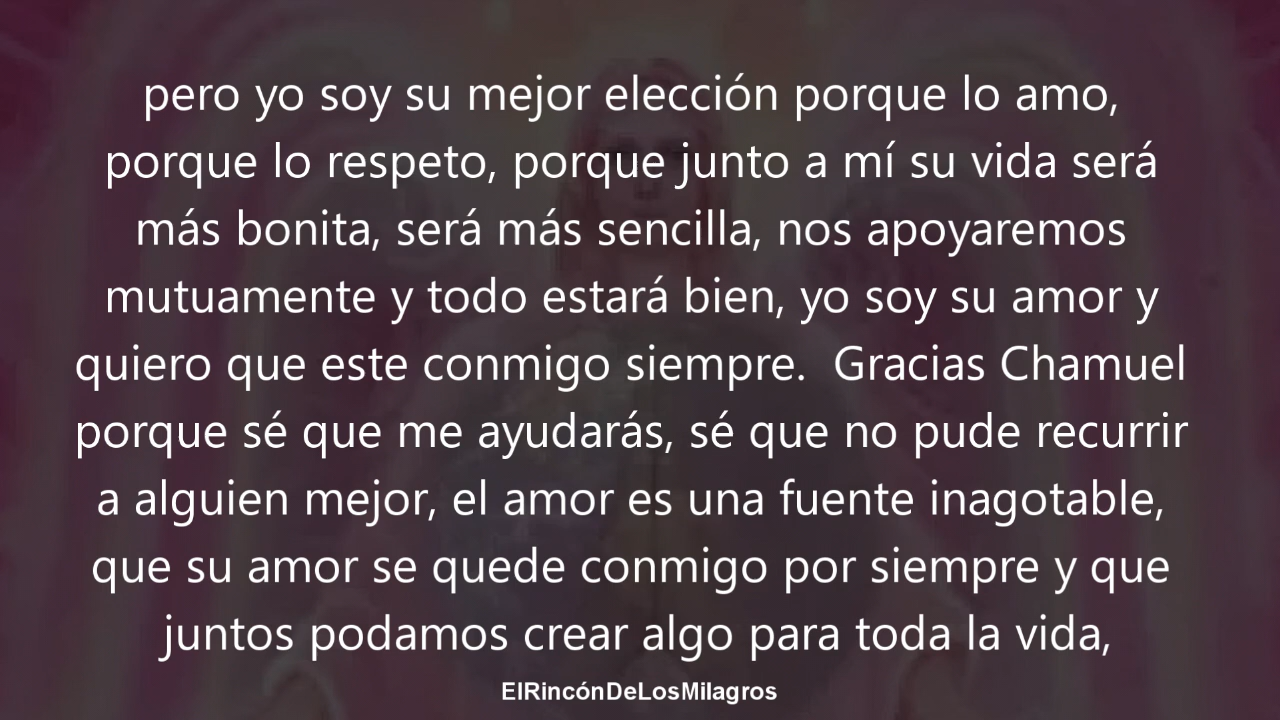 pero yo soy su mejor elección porque lo amo,
porque lo respeto, porque junto a mí su vida será
más bonita, será más sencilla, nos apoyaremos
mutuamente y todo estará bien, yo soy su amor y
quiero que este conmigo siempre.  Gracias Chamuel
porque sé que me ayudarás, sé que no pude recurrir
a alguien mejor, el amor es una fuente inagotable,
que su amor se quede conmigo por siempre y que
juntos podamos crear algo para toda la vida,
ElRincónDeLosMilagros